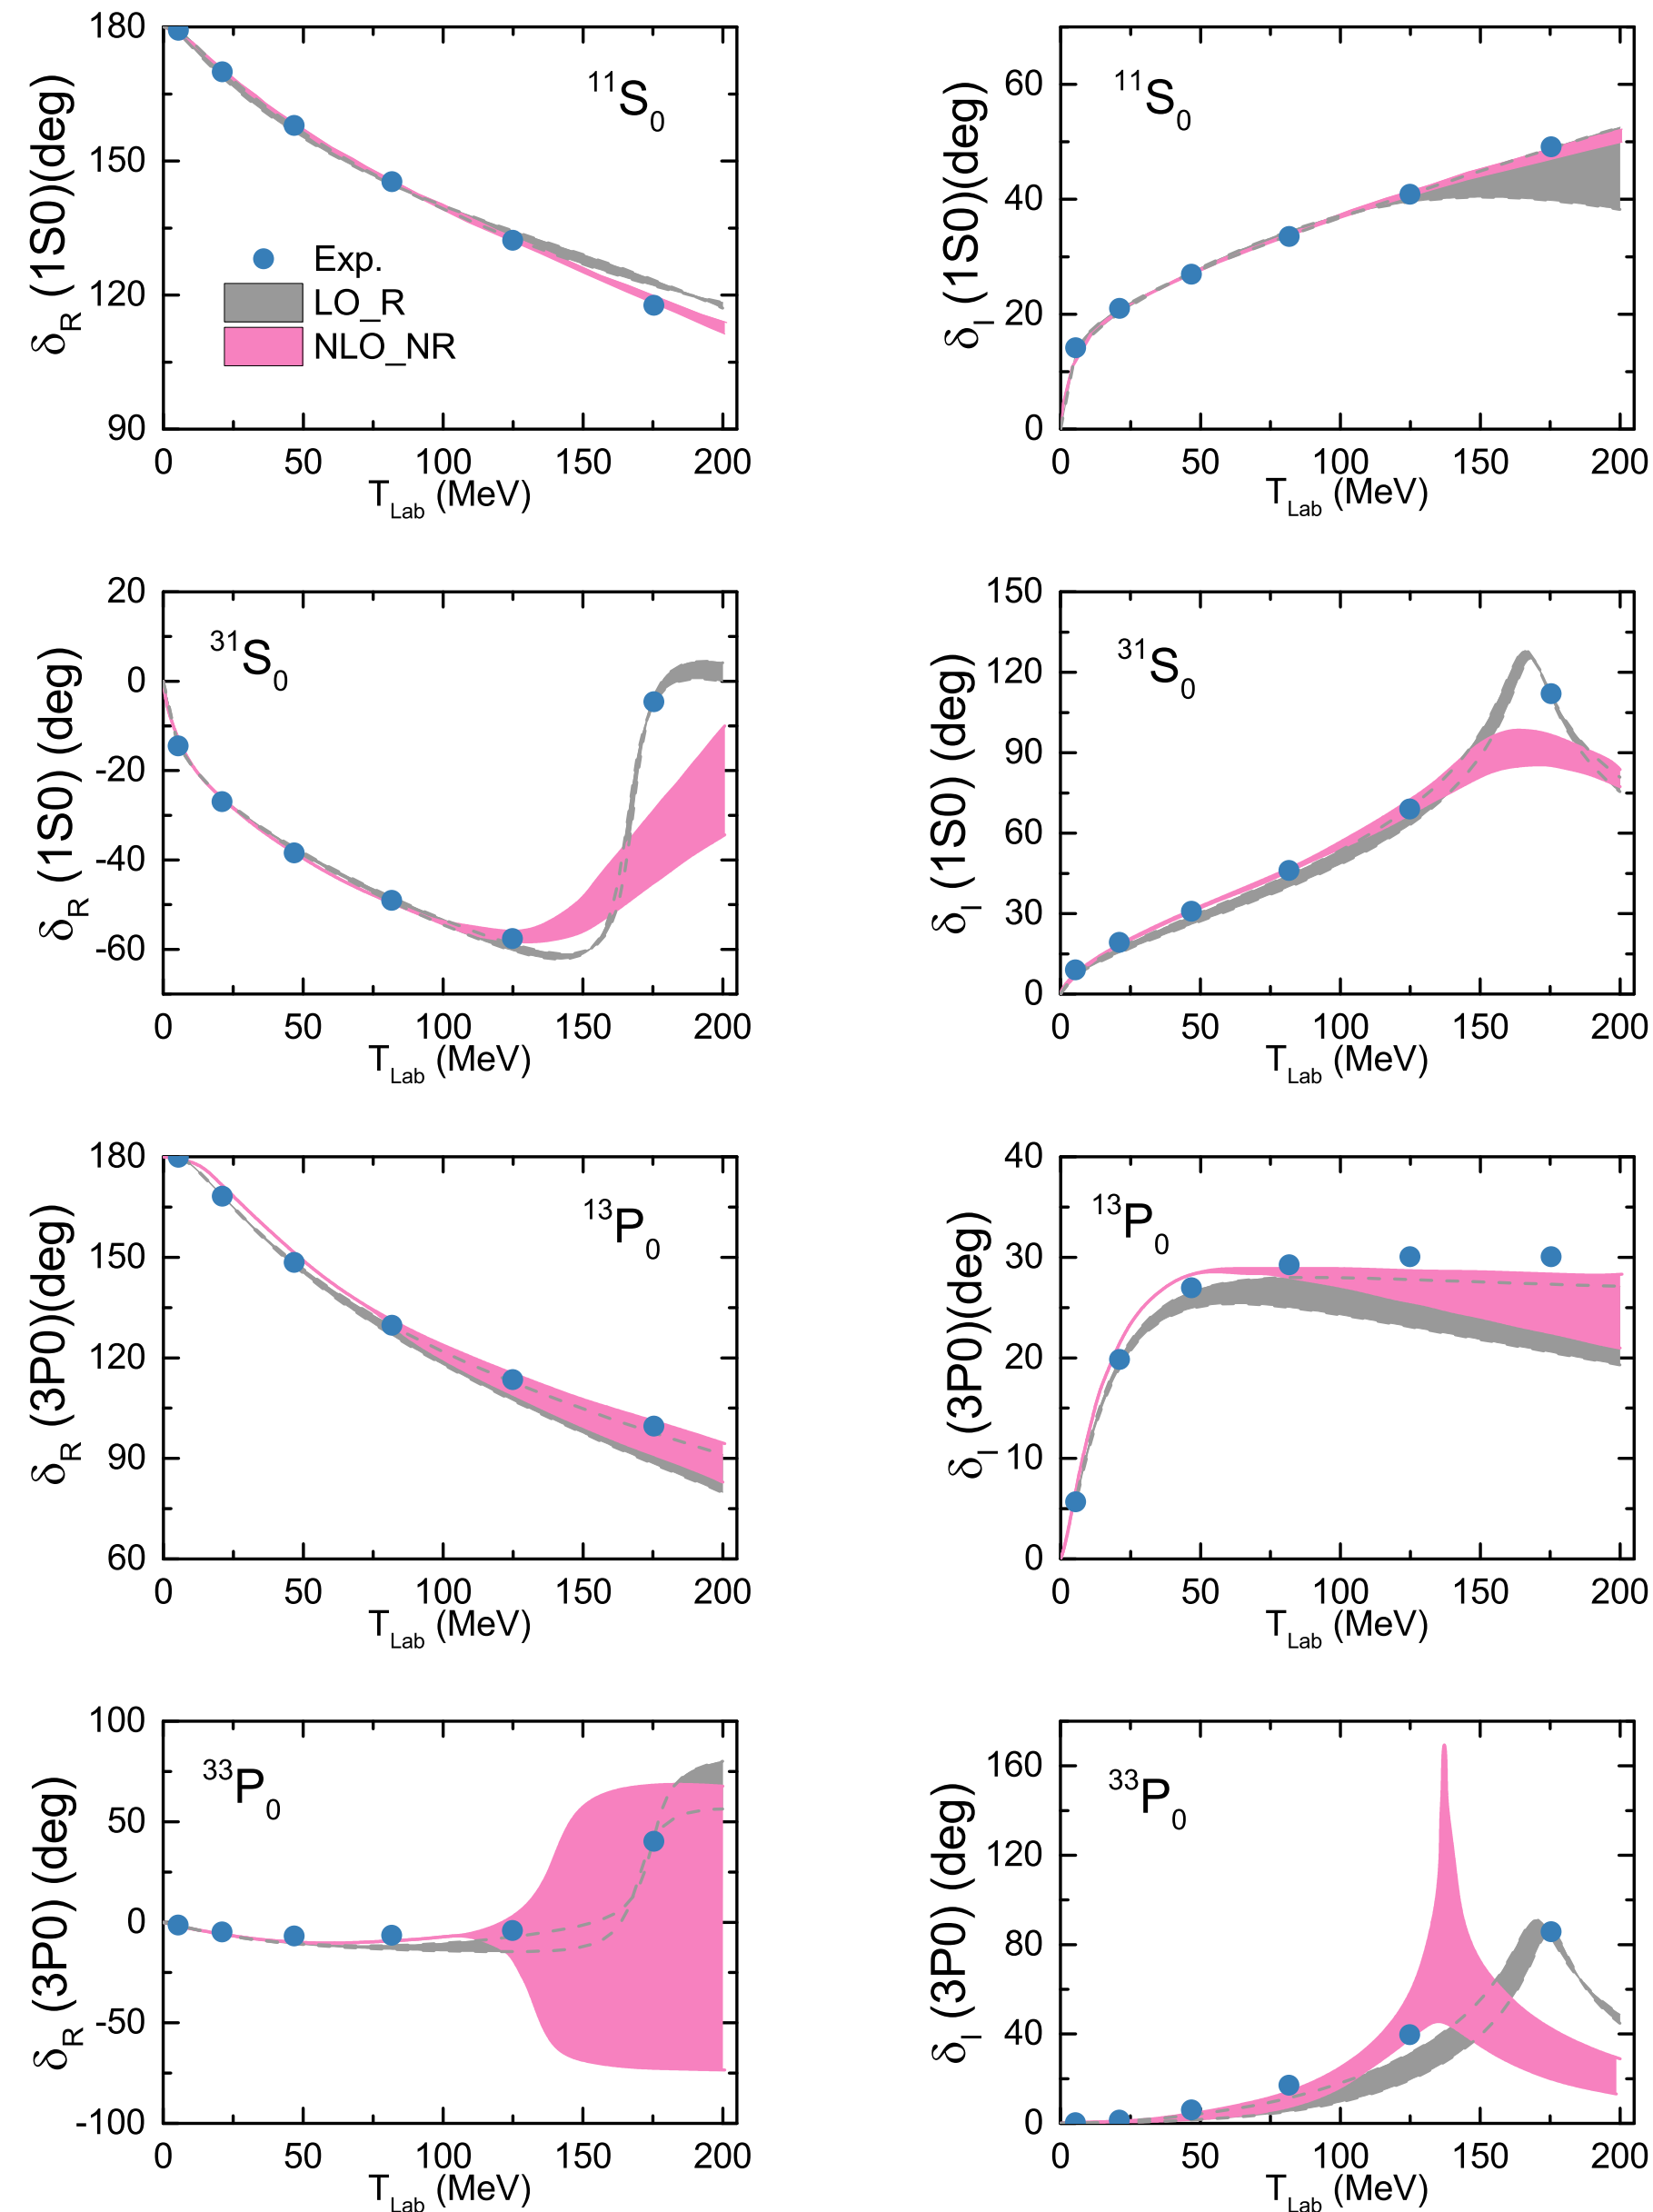 180
150
120
90
δR (1S0)(deg)
11S0
Exp.
LO_R
NLO_NR
0 50 100 150 200
TLab (MeV)
60
40
20
0
δI (1S0)(deg)
11S0
0 50 100 150 200
TLab (MeV)
20
0
-20
-40
-60
δR (1S0) (deg)
31S0
0 50 100 150 200
TLab (MeV)
150
120
90
60
30
0
δI (1S0) (deg)
31S0
0 50 100 150 200
TLab (MeV)
180
150
120
90
60
δR (3P0)(deg)
13P0
0 50 100 150 200
TLab (MeV)
40
30
20
10
0
δI (3P0)(deg)
13P0
0 50 100 150 200
TLab (MeV)
100
50
0
-50
-100
δR (3P0) (deg)
33P0
0 50 100 150 200
TLab (MeV)
160
120
80
40
0
δI (3P0) (deg)
33P0
0 50 100 150 200
TLab (MeV)